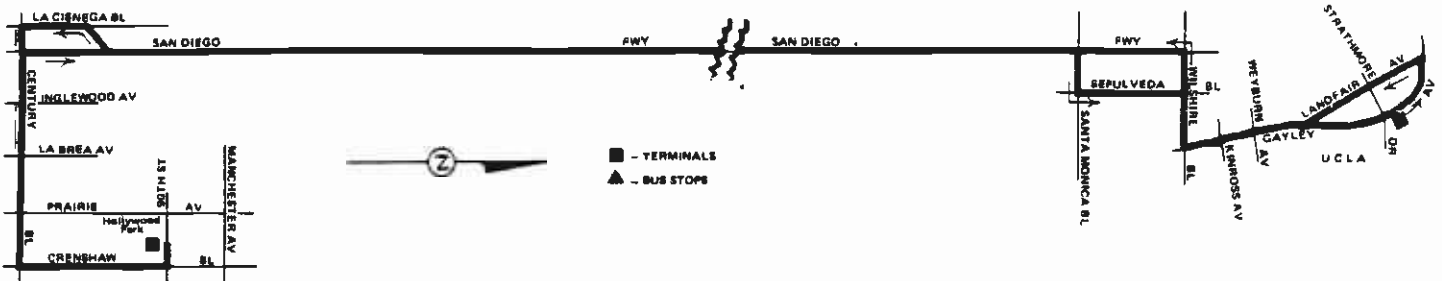 LA CIENEGA BL
SAN DIEGO
FWY
SAN DIEGO
FWY
CENTURY
BL
INGLEWOOD AV
LA BREA AV
PRAIRIE AV
Hollywood
Park
CRENSHAW BL
90TH ST
MANCHESTER AV
Z
- TERMINALS
- BUS STOPS
SEPULVEDA BL
SANTA MONICA BL
WILSHIRE
BL
WEYBURN
AV
KINROSS AV
GAYLEY
AV
LANDFAIR AV
STRATHMORE
DR
UCLA